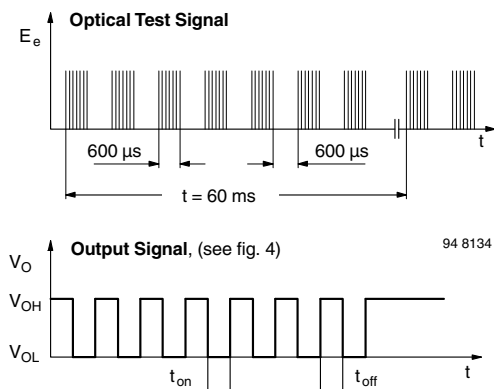 Optical Test Signal
E e
t
600 µs
600 µs
t = 60 ms
Output Signal, (see fig. 4)
94 8134
V O
V OH
V OL
t on
t off
t